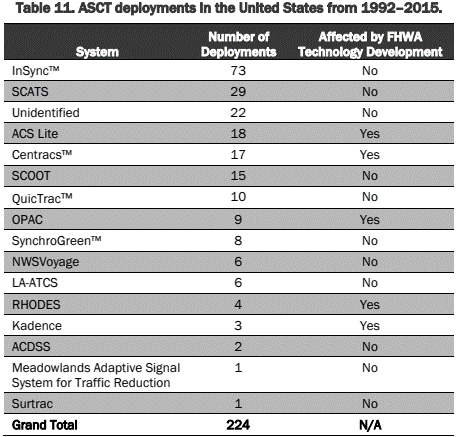 Table 11. ASCT deployments in the United States from 1992–2015.
System Number of Deployments Affected by FHWA Technology Development
InSync™ 73 No
SCATS 29 No
Unidentified 22 No
ACS Lite 18 Yes
Centracs™ 17 Yes
SCOOT 15 No
QuicTrac™ 10 No
OPAC 9 Yes
SynchroGreen™ 8 No
NWSVoyage 6 No
LA-ATCS 6 No
RHODES 4 Yes
Kadence 3 Yes
ACDSS 2 No
Meadowlands Adaptive Signal 1 No
System for Traffic Reduction
Surtrac 1 No
Grand Total 224 N/A